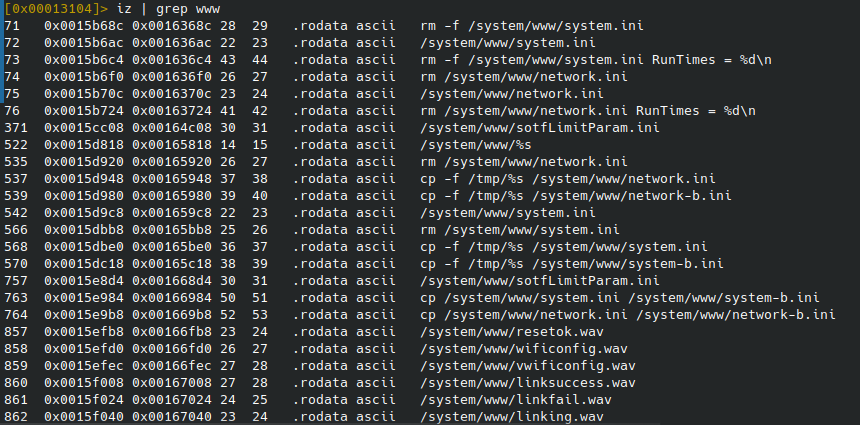 [0x00013104]> iz | grep www
71 0x0015b68c 0x0016368c 28 29 .rodata ascii rm -f /system/www/system.ini
72 0x0015b6ac 0x001636ac 22 23 .rodata ascii /system/www/system.ini
73 0x0015b6c4 0x001636c4 43 44 .rodata ascii rm -f /system/www/system.ini RunTimes = %d\n
74 0x0015b6f0 0x001636f0 26 27 .rodata ascii rm /system/www/network.ini
75 0x0015b70c 0x0016370c 23 24 .rodata ascii /system/www/network.ini
76 0x0015b724 0x00163724 41 42 .rodata ascii rm /system/www/network.ini RunTimes = %d\n
371 0x0015cc08 0x00164c08 30 31 .rodata ascii /system/www/sotfLimitParam.ini
522 0x0015d818 0x00165818 14 15 .rodata ascii /system/www/%s
535 0x0015d920 0x00165920 26 27 .rodata ascii rm /system/www/network.ini
537 0x0015d948 0x00165948 37 38 .rodata ascii cp -f /tmp/%s /system/www/network.ini
539 0x0015d980 0x00165980 39 40 .rodata ascii cp -f /tmp/%s /system/www/network-b.ini
542 0x0015d9c8 0x001659c8 22 23 .rodata ascii /system/www/system.ini
566 0x0015dbb8 0x00165bb8 25 26 .rodata ascii rm /system/www/system.ini
568 0x0015dbe0 0x00165be0 36 37 .rodata ascii cp -f /tmp/%s /system/www/system.ini
570 0x0015dc18 0x00165c18 38 39 .rodata ascii cp -f /tmp/%s /system/www/system-b.ini
757 0x0015e8d4 0x001668d4 30 31 .rodata ascii /system/www/sotfLimitParam.ini
763 0x0015e984 0x00166984 50 51 .rodata ascii cp /system/www/system.ini /system/www/system-b.ini
764 0x0015e9b8 0x001669b8 52 53 .rodata ascii cp /system/www/network.ini /system/www/network-b.ini
857 0x0015efb8 0x00166fb8 23 24 .rodata ascii /system/www/resetok.wav
858 0x0015efd0 0x00166fd0 26 27 .rodata ascii /system/www/wificonfig.wav
859 0x0015efec 0x00166fec 27 28 .rodata ascii /system/www/vwificonfig.wav
860 0x0015f008 0x00167008 27 28 .rodata ascii /system/www/linksuccess.wav
861 0x0015f024 0x00167024 24 25 .rodata ascii /system/www/linkfail.wav
862 0x0015f040 0x00167040 23 24 .rodata ascii /system/www/linking.wav